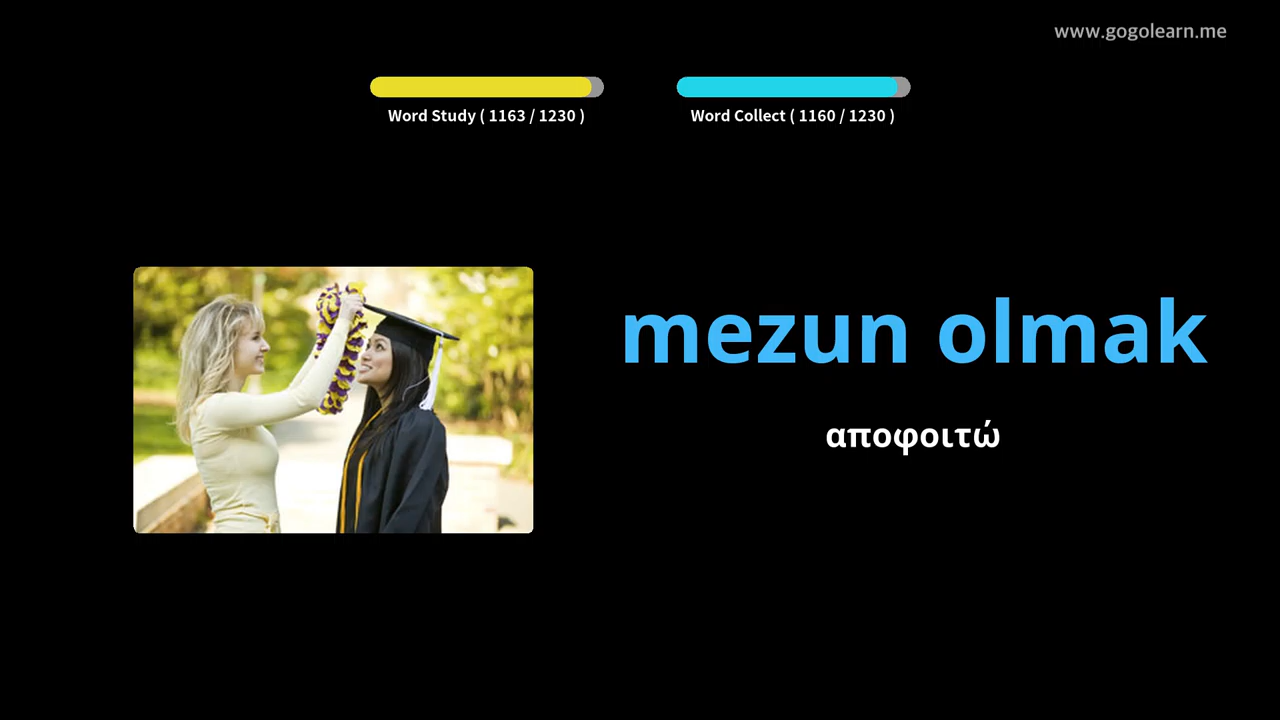 www.gogolearn.me
Word Study ( 1163 / 1230 )
Word Collect ( 1160 / 1230 )
mezun olmak
αποφοιτώ